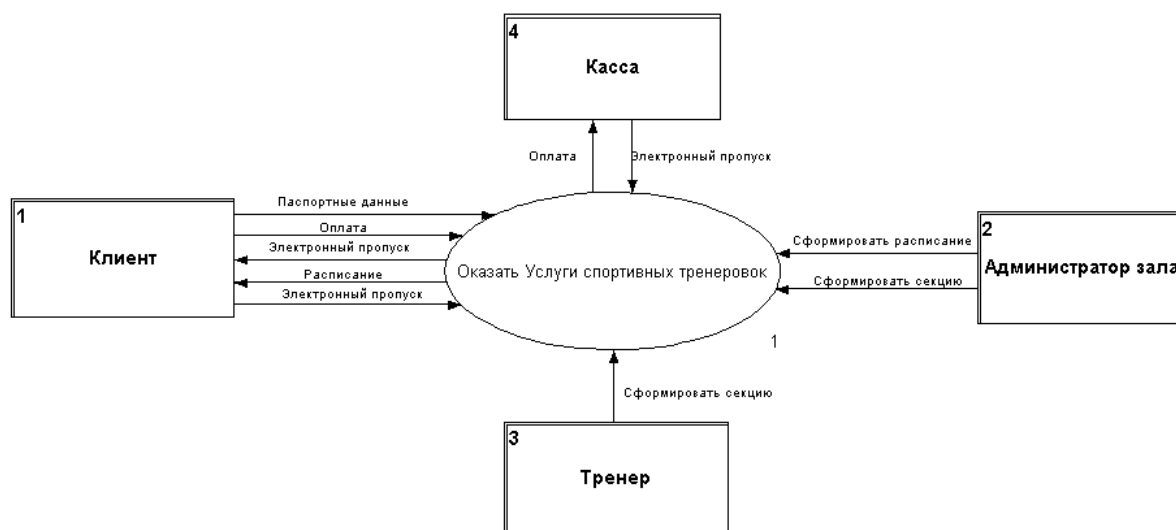 4
Касса
Оплата
Электронный пропуск
1
Клиент
Паспортные данные
Оплата
Электронный пропуск
Расписание
Электронный пропуск
Оказать Услуги спортивных тренеровок
1
Сформировать расписание
Сформировать секцию
2
Администратор зала
Сформировать секцию
3
Тренер